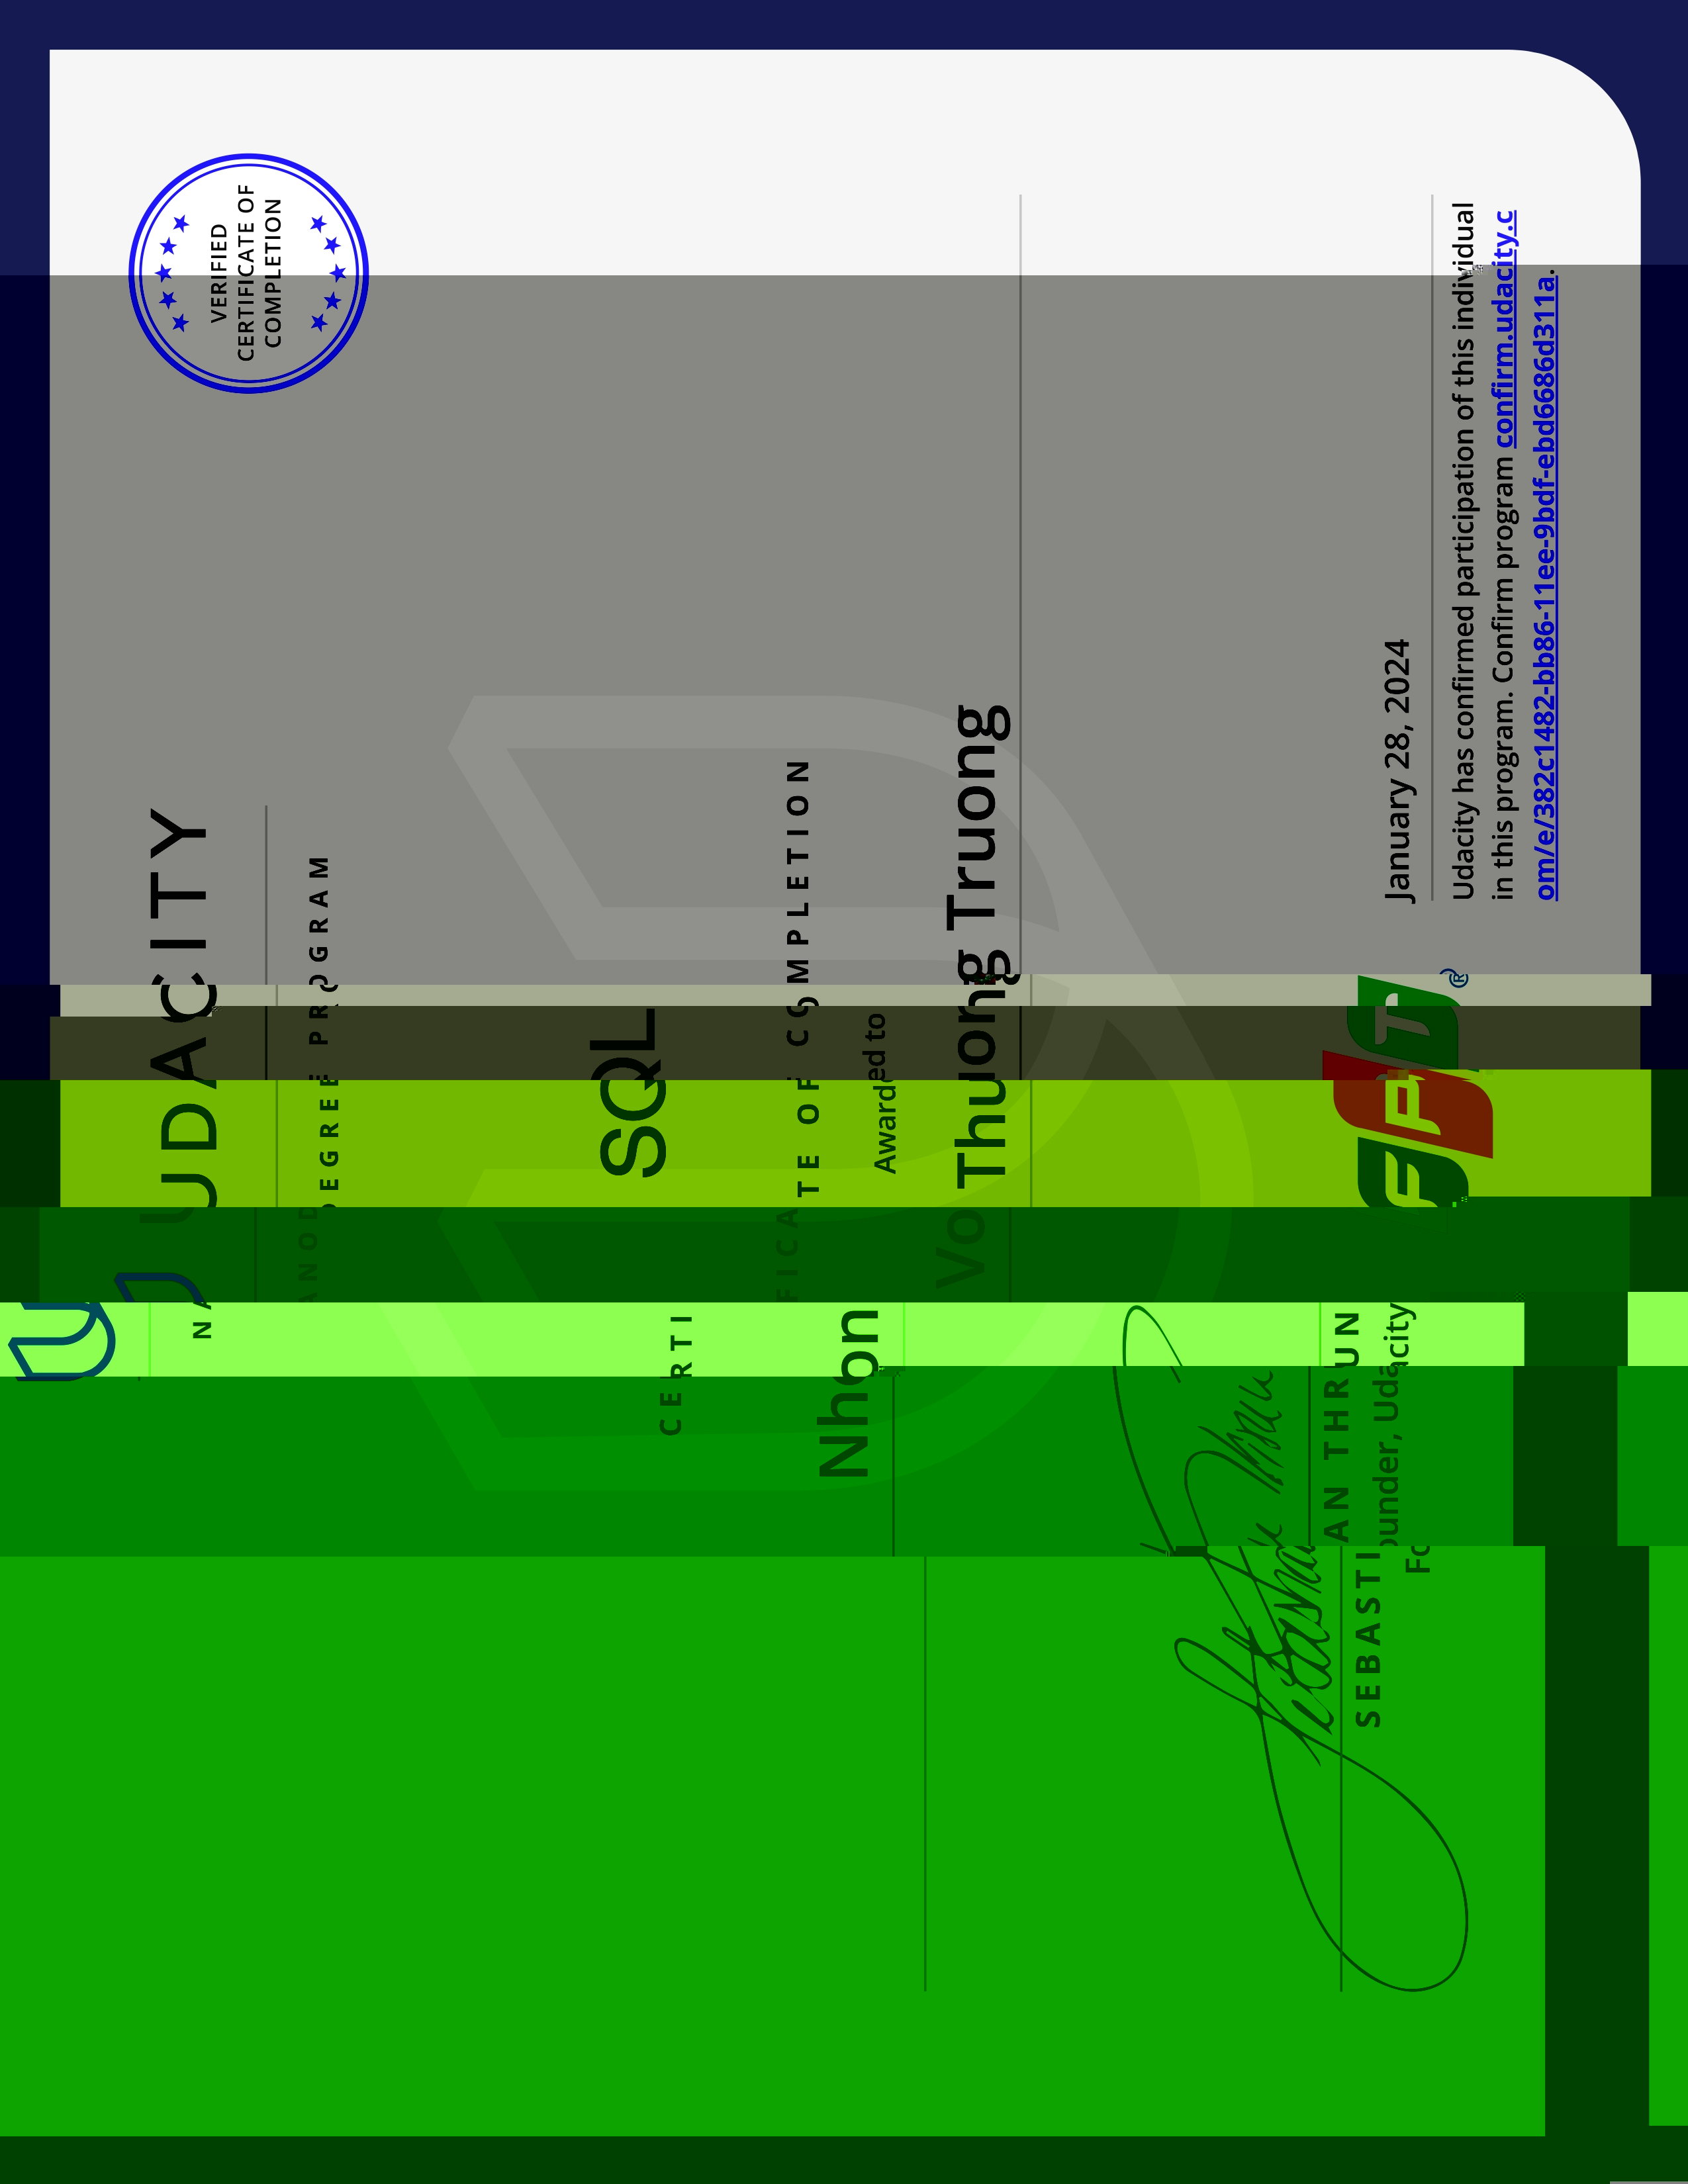 UDACITY
NANODEGREE PROGRAM
VERIFIED
CERTIFICATE OF
COMPLETION
SQL
CERTIFICATE OF COMPLETION
Awarded to
Nhon Vo Thuong Truong
SEBASTIAN THRUN
Founder, Udacity
FPT
®
January 28, 2024
Udacity has confirmed participation of this individual
in this program. Confirm program confirm.udacity.c
om/e/382c1482-bb86-11ee-9bdf-ebd6686d311a.